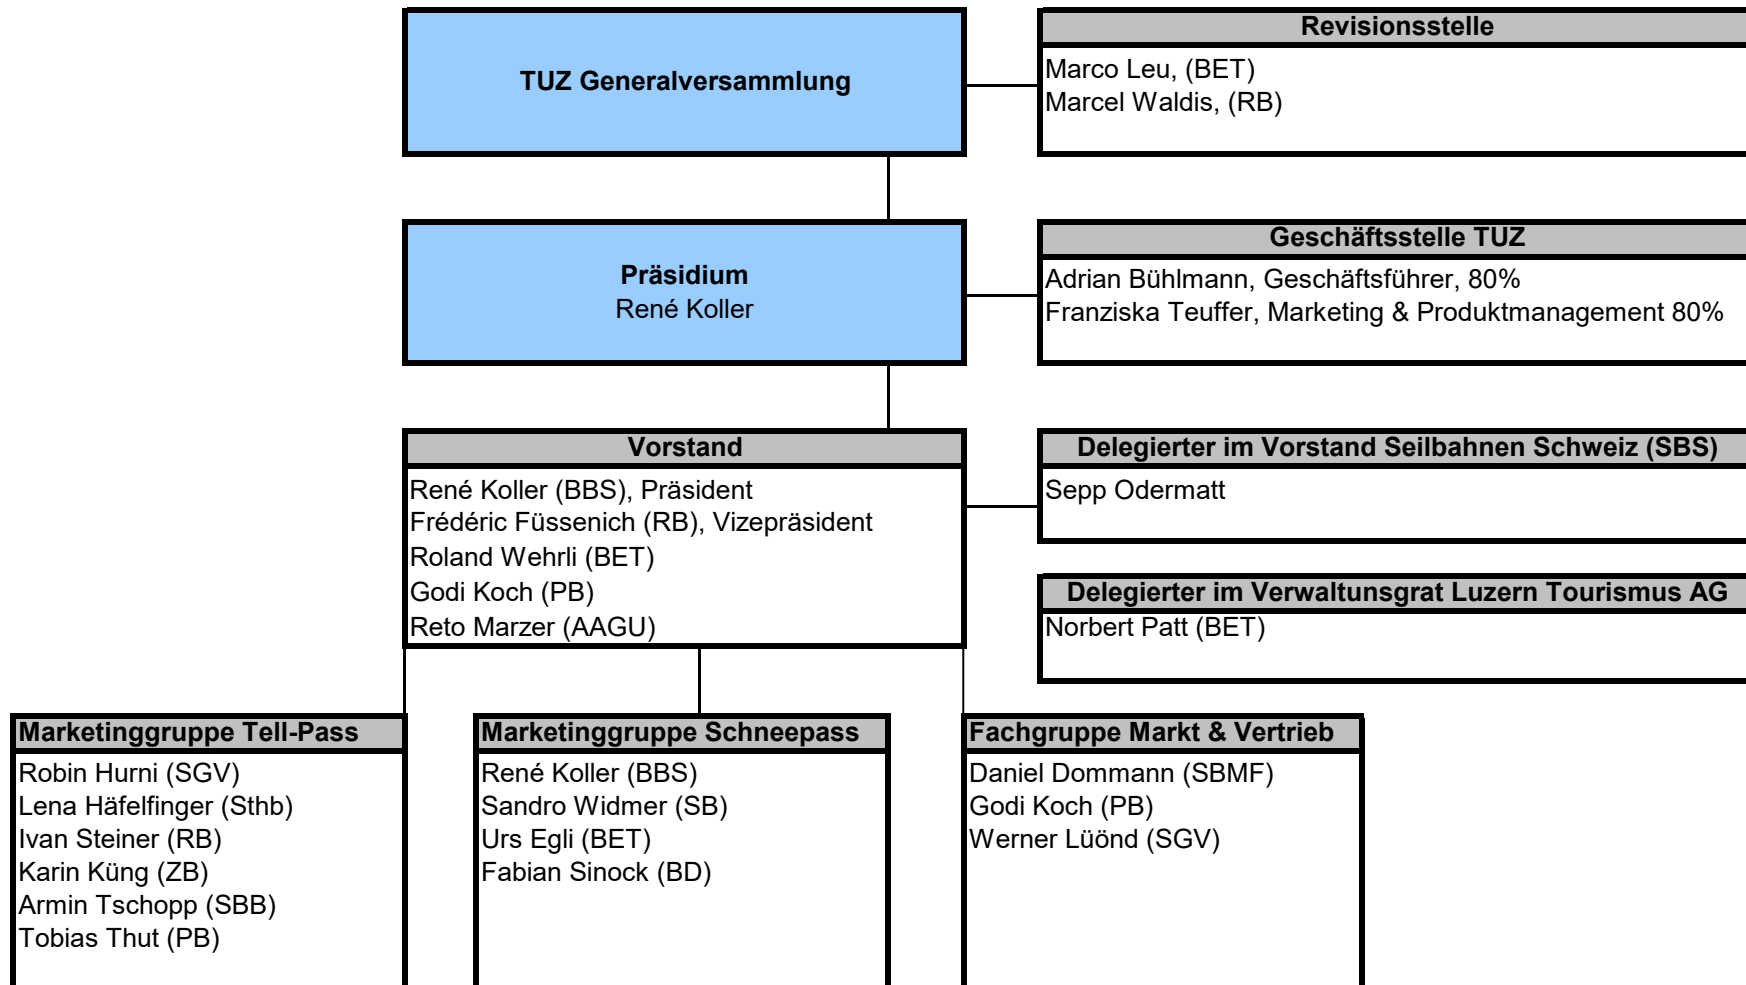 TUZ Generalversammlung
Revisionsstelle
Marco Leu, (BET)
Marcel Waldis, (RB)
Präsidium
René Koller
Geschäftsstelle TUZ
Adrian Bühlmann, Geschäftsführer, 80%
Franziska Teuffer, Marketing & Produktmanagement 80%
Vorstand
René Koller (BBS), Präsident
Frédéric Füssenich (RB), Vizepräsident
Roland Wehrli (BET)
Godi Koch (PB)
Reto Marzer (AAGU)
Delegierter im Vorstand Seilbahnen Schweiz (SBS)
Sepp Odermatt
Delegierter im Verwaltunsgrat Luzern Tourismus AG
Norbert Patt (BET)
Marketinggruppe Tell-Pass
Robin Hurni (SGV)
Lena Häfelfinger (Sthb)
Ivan Steiner (RB)
Karin Küng (ZB)
Armin Tschopp (SBB)
Tobias Thut (PB)
Marketinggruppe Schneepass
René Koller (BBS)
Sandro Widmer (SB)
Urs Egli (BET)
Fabian Sinock (BD)
Fachgruppe Markt & Vertrieb
Daniel Dommann (SBMF)
Godi Koch (PB)
Werner Lüönd (SGV)